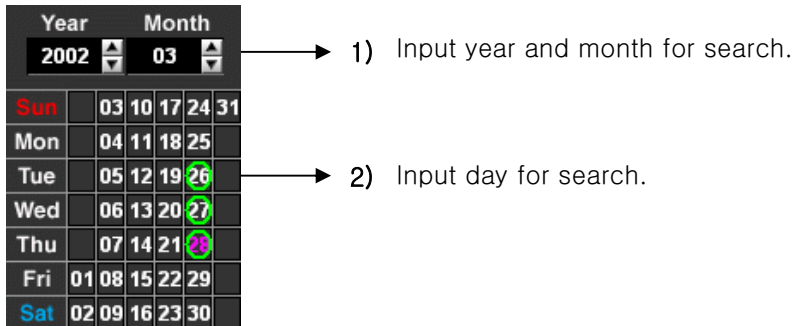 Year Month
2002 03
1) Input year and month for search.
Sun 03 10 17 24 31
Mon 04 11 18 25
Tue 05 12 19 26
2) Input day for search.
Wed 06 13 20 27
Thu 07 14 21 28
Fri 01 08 15 22 29
Sat 02 09 16 23 30